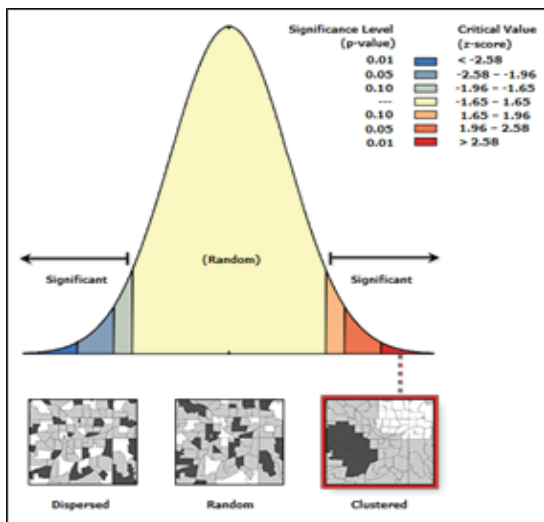 Significance Level Critical Value
(p-value) (z-score)
0.01 < -2.58
0.05 -2.58 – -1.96
0.10 -1.96 – -1.65
--- -1.65 – 1.65
0.10 1.65 – 1.96
0.05 1.96 – 2.58
0.01 > 2.58
(Random)
Significant Significant
Dispersed Random Clustered